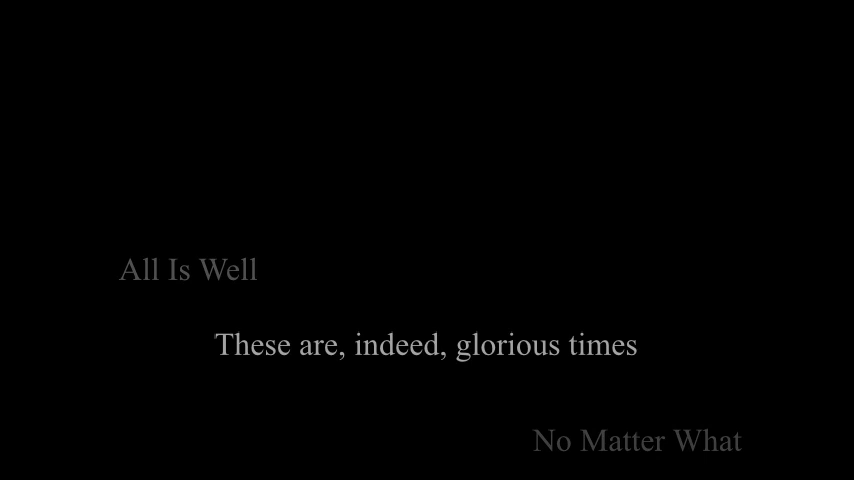 All Is Well
These are, indeed, glorious times
No Matter What